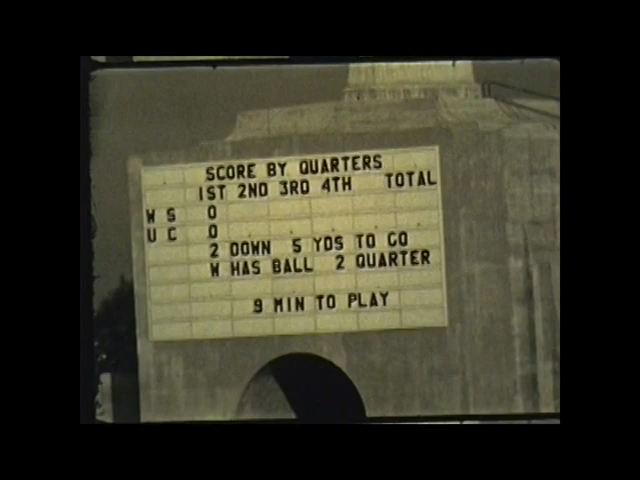 SCORE BY QUARTERS
1ST 2ND 3RD 4TH TOTAL
W S 0
U C 0
2 DOWN 5 YDS TO GO
W HAS BALL 2 QUARTER
9 MIN TO PLAY